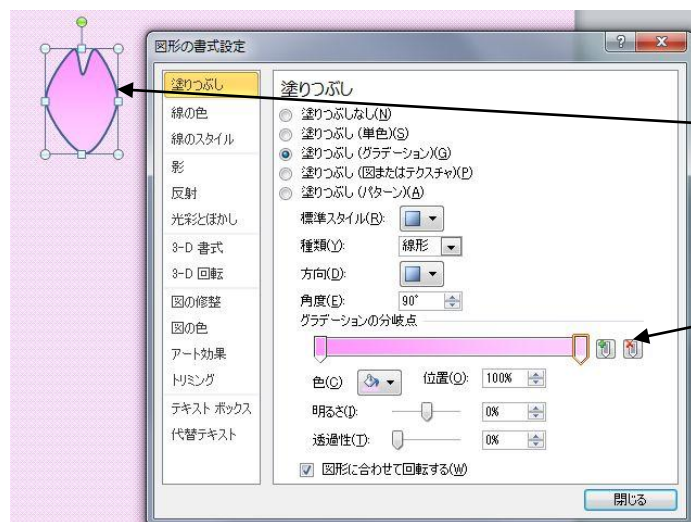 図形の書式設定
塗りつぶし
線の色
線のスタイル
影
反射
光彩とぼかし
3-D 書式
3-D 回転
図の修整
図の色
アート効果
トリミング
テキスト ボックス
代替テキスト
塗りつぶし
塗りつぶしなし(N)
塗りつぶし (単色)(S)
塗りつぶし (グラデーション)(G)
塗りつぶし (図またはテクスチャ)(P)
塗りつぶし (パターン)(A)
標準スタイル(R):
種類(Y): 線形
方向(D):
角度(E): 90°
グラデーションの分岐点
色(C) 位置(O): 100%
明るさ(I): 0%
透過性(T): 0%
図形に合わせて回転する(W)
閉じる